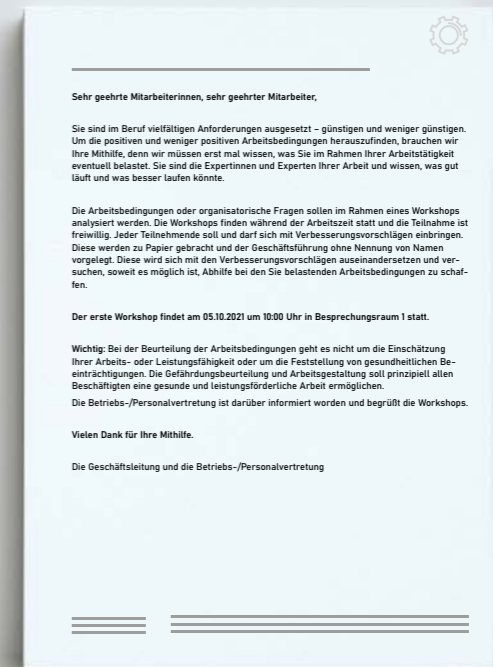 Sehr geehrte Mitarbeiterinnen, sehr geehrter Mitarbeiter,
Sie sind im Beruf vielfältigen Anforderungen ausgesetzt – günstigen und weniger günstigen.
Um die positiven und weniger positiven Arbeitsbedingungen herauszufinden, brauchen wir
Ihre Mithilfe, denn wir müssen erst mal wissen, was Sie im Rahmen Ihrer Arbeitstätigkeit
eventuell belastet. Sie sind die Expertinnen und Experten Ihrer Arbeit und wissen, was gut
läuft und was besser laufen könnte.
Die Arbeitsbedingungen oder organisatorische Fragen sollen im Rahmen eines Workshops
analysiert werden. Die Workshops finden während der Arbeitszeit statt und die Teilnahme ist
freiwillig. Jeder Teilnehmende soll und darf sich mit Verbesserungsvorschlägen einbringen.
Diese werden zu Papier gebracht und der Geschäftsführung ohne Nennung von Namen
vorgelegt. Diese wird sich mit den Verbesserungsvorschlägen auseinandersetzen und ver-
suchen, soweit es möglich ist, Abhilfe bei den Sie belastenden Arbeitsbedingungen zu schaf-
fen.
Der erste Workshop findet am 05.10.2021 um 10:00 Uhr in Besprechungsraum 1 statt.
Wichtig: Bei der Beurteilung der Arbeitsbedingungen geht es nicht um die Einschätzung
Ihrer Arbeits- oder Leistungsfähigkeit oder um die Feststellung von gesundheitlichen Be-
einträchtigungen. Die Gefährdungsbeurteilung und Arbeitsgestaltung soll prinzipiell allen
Beschäftigten eine gesunde und leistungsförderliche Arbeit ermöglichen.
Die Betriebs-/Personalvertretung ist darüber informiert worden und begrüßt die Workshops.
Vielen Dank für Ihre Mithilfe.
Die Geschäftsleitung und die Betriebs-/Personalvertretung